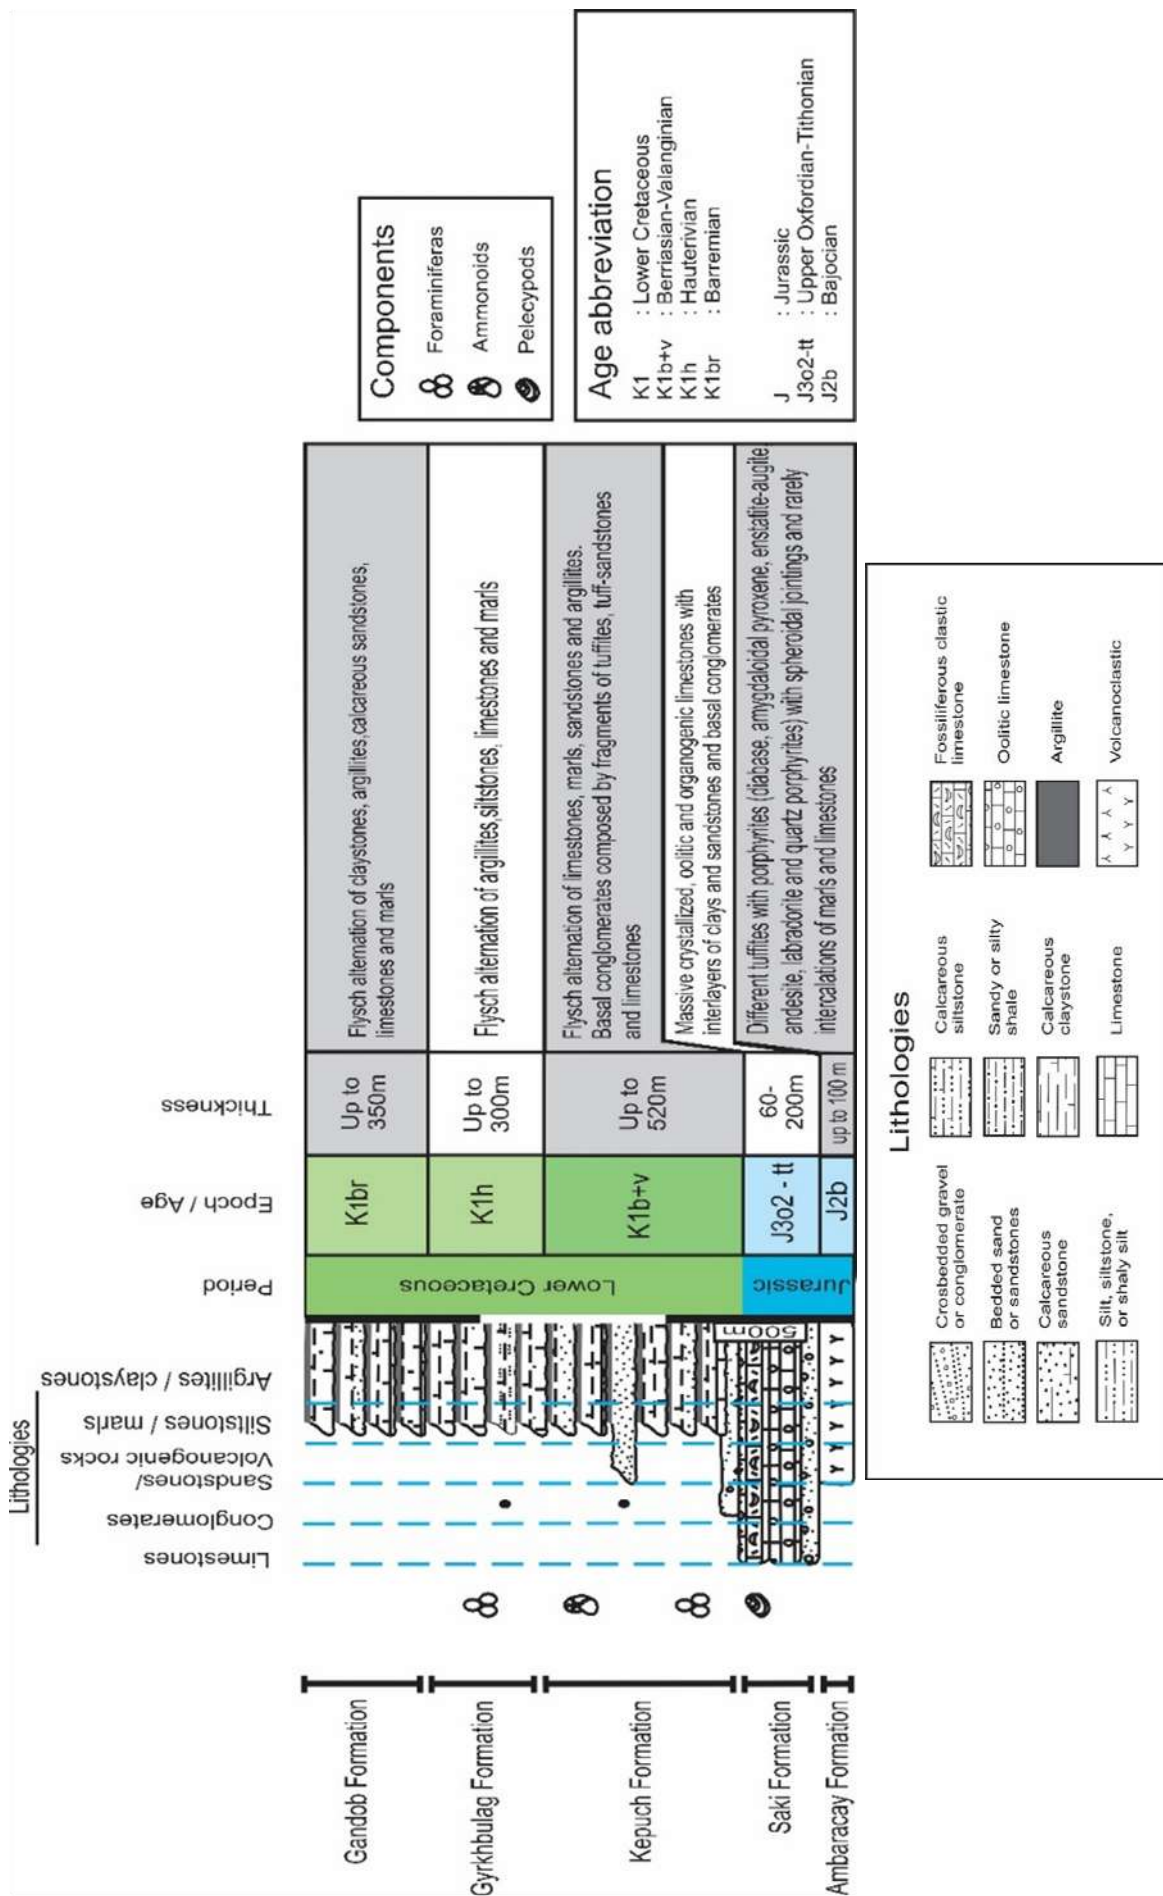 Lithologies
Limestones
Conglomerates
Sandstones/
Volcanogenic rocks
Siltstones / marls
Argillites / claystones
Period
Epoch / Age
Thickness
Gandob Formation
Gyrkhbulag Formation
Kepuch Formation
Saki Formation
Ambaracay Formation
500m
Lower Cretaceous
Jurassic
K1br
K1h
K1b+v
J3o2 - tt
J2b
Up to
350m
Up to
300m
Up to
520m
60-
200m
up to 100 m
Flysch alternation of claystones, argillites,calcareous sandstones,
limestones and marls
Flysch alternation of argillites,siltstones, limestones and marls
Flysch alternation of limestones, marls, sandstones and argillites.
Basal conglomerates composed by fragments of tuffites, tuff-sandstones
and limestones
Massive crystallized, oolitic and organogenic limestones with
interlayers of clays and sandstones and basal conglomerates
Different tuffites with porphyrites (diabase, amygdaloidal pyroxene, enstatite-augite,
andesite, labradorite and quartz porphyrites) with spheroidal jointings and rarely
intercalations of marls and limestones
Components
Foraminiferas
Ammonoids
Pelecypods
Age abbreviation
K1 : Lower Cretaceous
K1b+v : Berriasian-Valanginian
K1h : Hauterivian
K1br : Barremian
J : Jurassic
J3o2-tt : Upper Oxfordian-Tithonian
J2b : Bajocian
Lithologies
Crosbedded gravel
or conglomerate
Bedded sand
or sandstones
Calcareous
sandstone
Silt, siltstone,
or shaly silt
Calcareous
siltstone
Sandy or silty
shale
Calcareous
claystone
Limestone
Fossiliferous clastic
limestone
Oolitic limestone
Argillite
Volcanoclastic